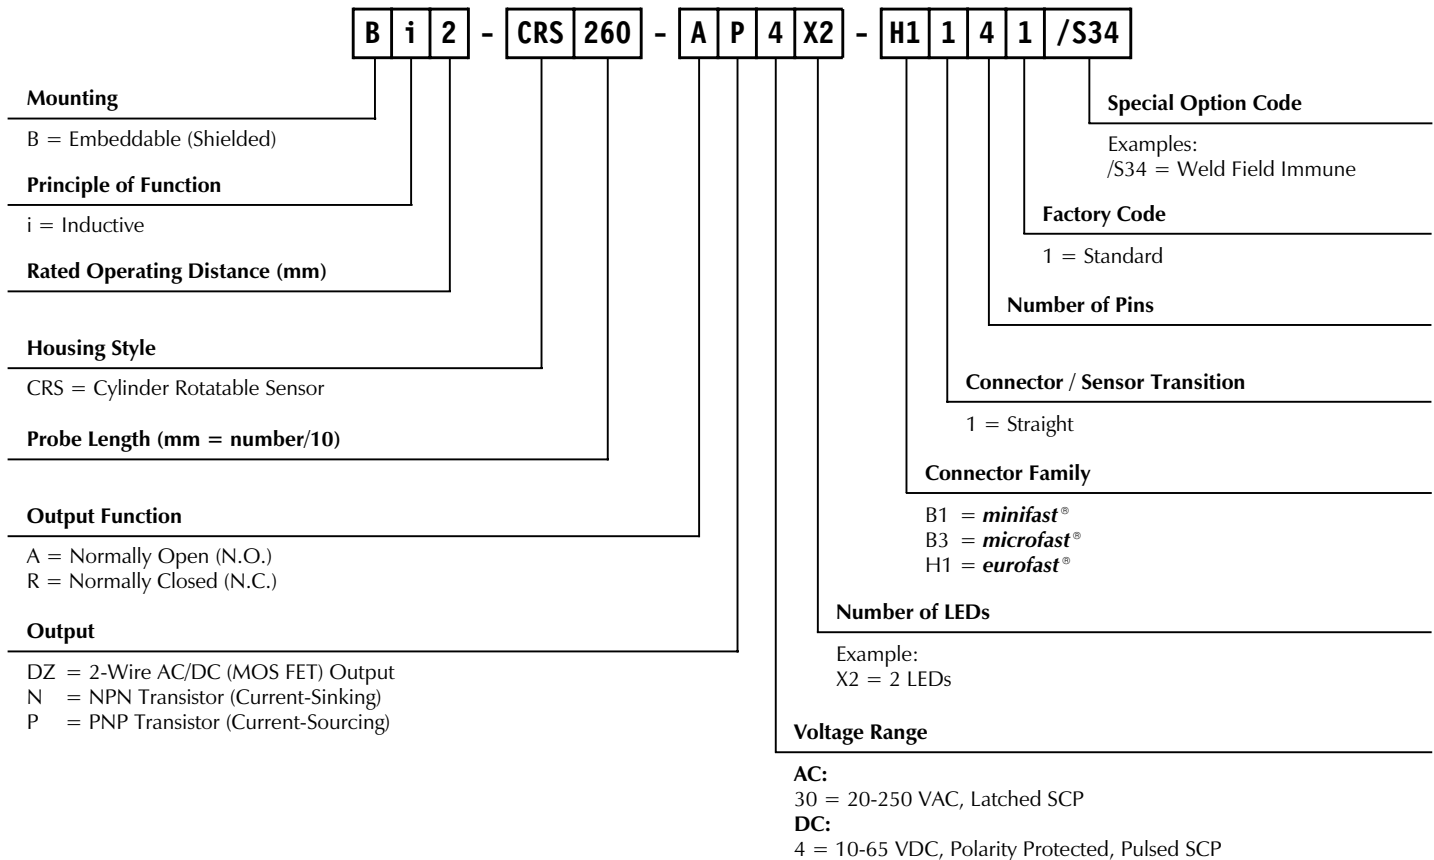 B i 2 - CRS 260 - A P 4 X2 - H1 1 4 1 /S34
Mounting
B = Embeddable (Shielded)
Principle of Function
i = Inductive
Rated Operating Distance (mm)
Housing Style
CRS = Cylinder Rotatable Sensor
Probe Length (mm = number/10)
Output Function
A = Normally Open (N.O.)
R = Normally Closed (N.C.)
Output
DZ = 2-Wire AC/DC (MOS FET) Output
N = NPN Transistor (Current-Sinking)
P = PNP Transistor (Current-Sourcing)
Special Option Code
Examples:
/S34 = Weld Field Immune
Factory Code
1 = Standard
Number of Pins
Connector / Sensor Transition
1 = Straight
Connector Family
B1 = minifast®
B3 = microfast®
H1 = eurofast®
Number of LEDs
Example:
X2 = 2 LEDs
Voltage Range
AC:
30 = 20-250 VAC, Latched SCP
DC:
4 = 10-65 VDC, Polarity Protected, Pulsed SCP